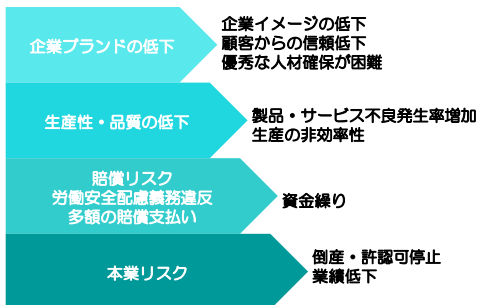 企業ブランドの低下
企業イメージの低下
顧客からの信頼低下
優秀な人材確保が困難
生産性・品質の低下
製品・サービス不良発生率増加
生産の非効率性
賠償リスク
労働安全配慮義務違反
多額の賠償支払い
資金繰り
本業リスク
倒産・許認可停止
業績低下